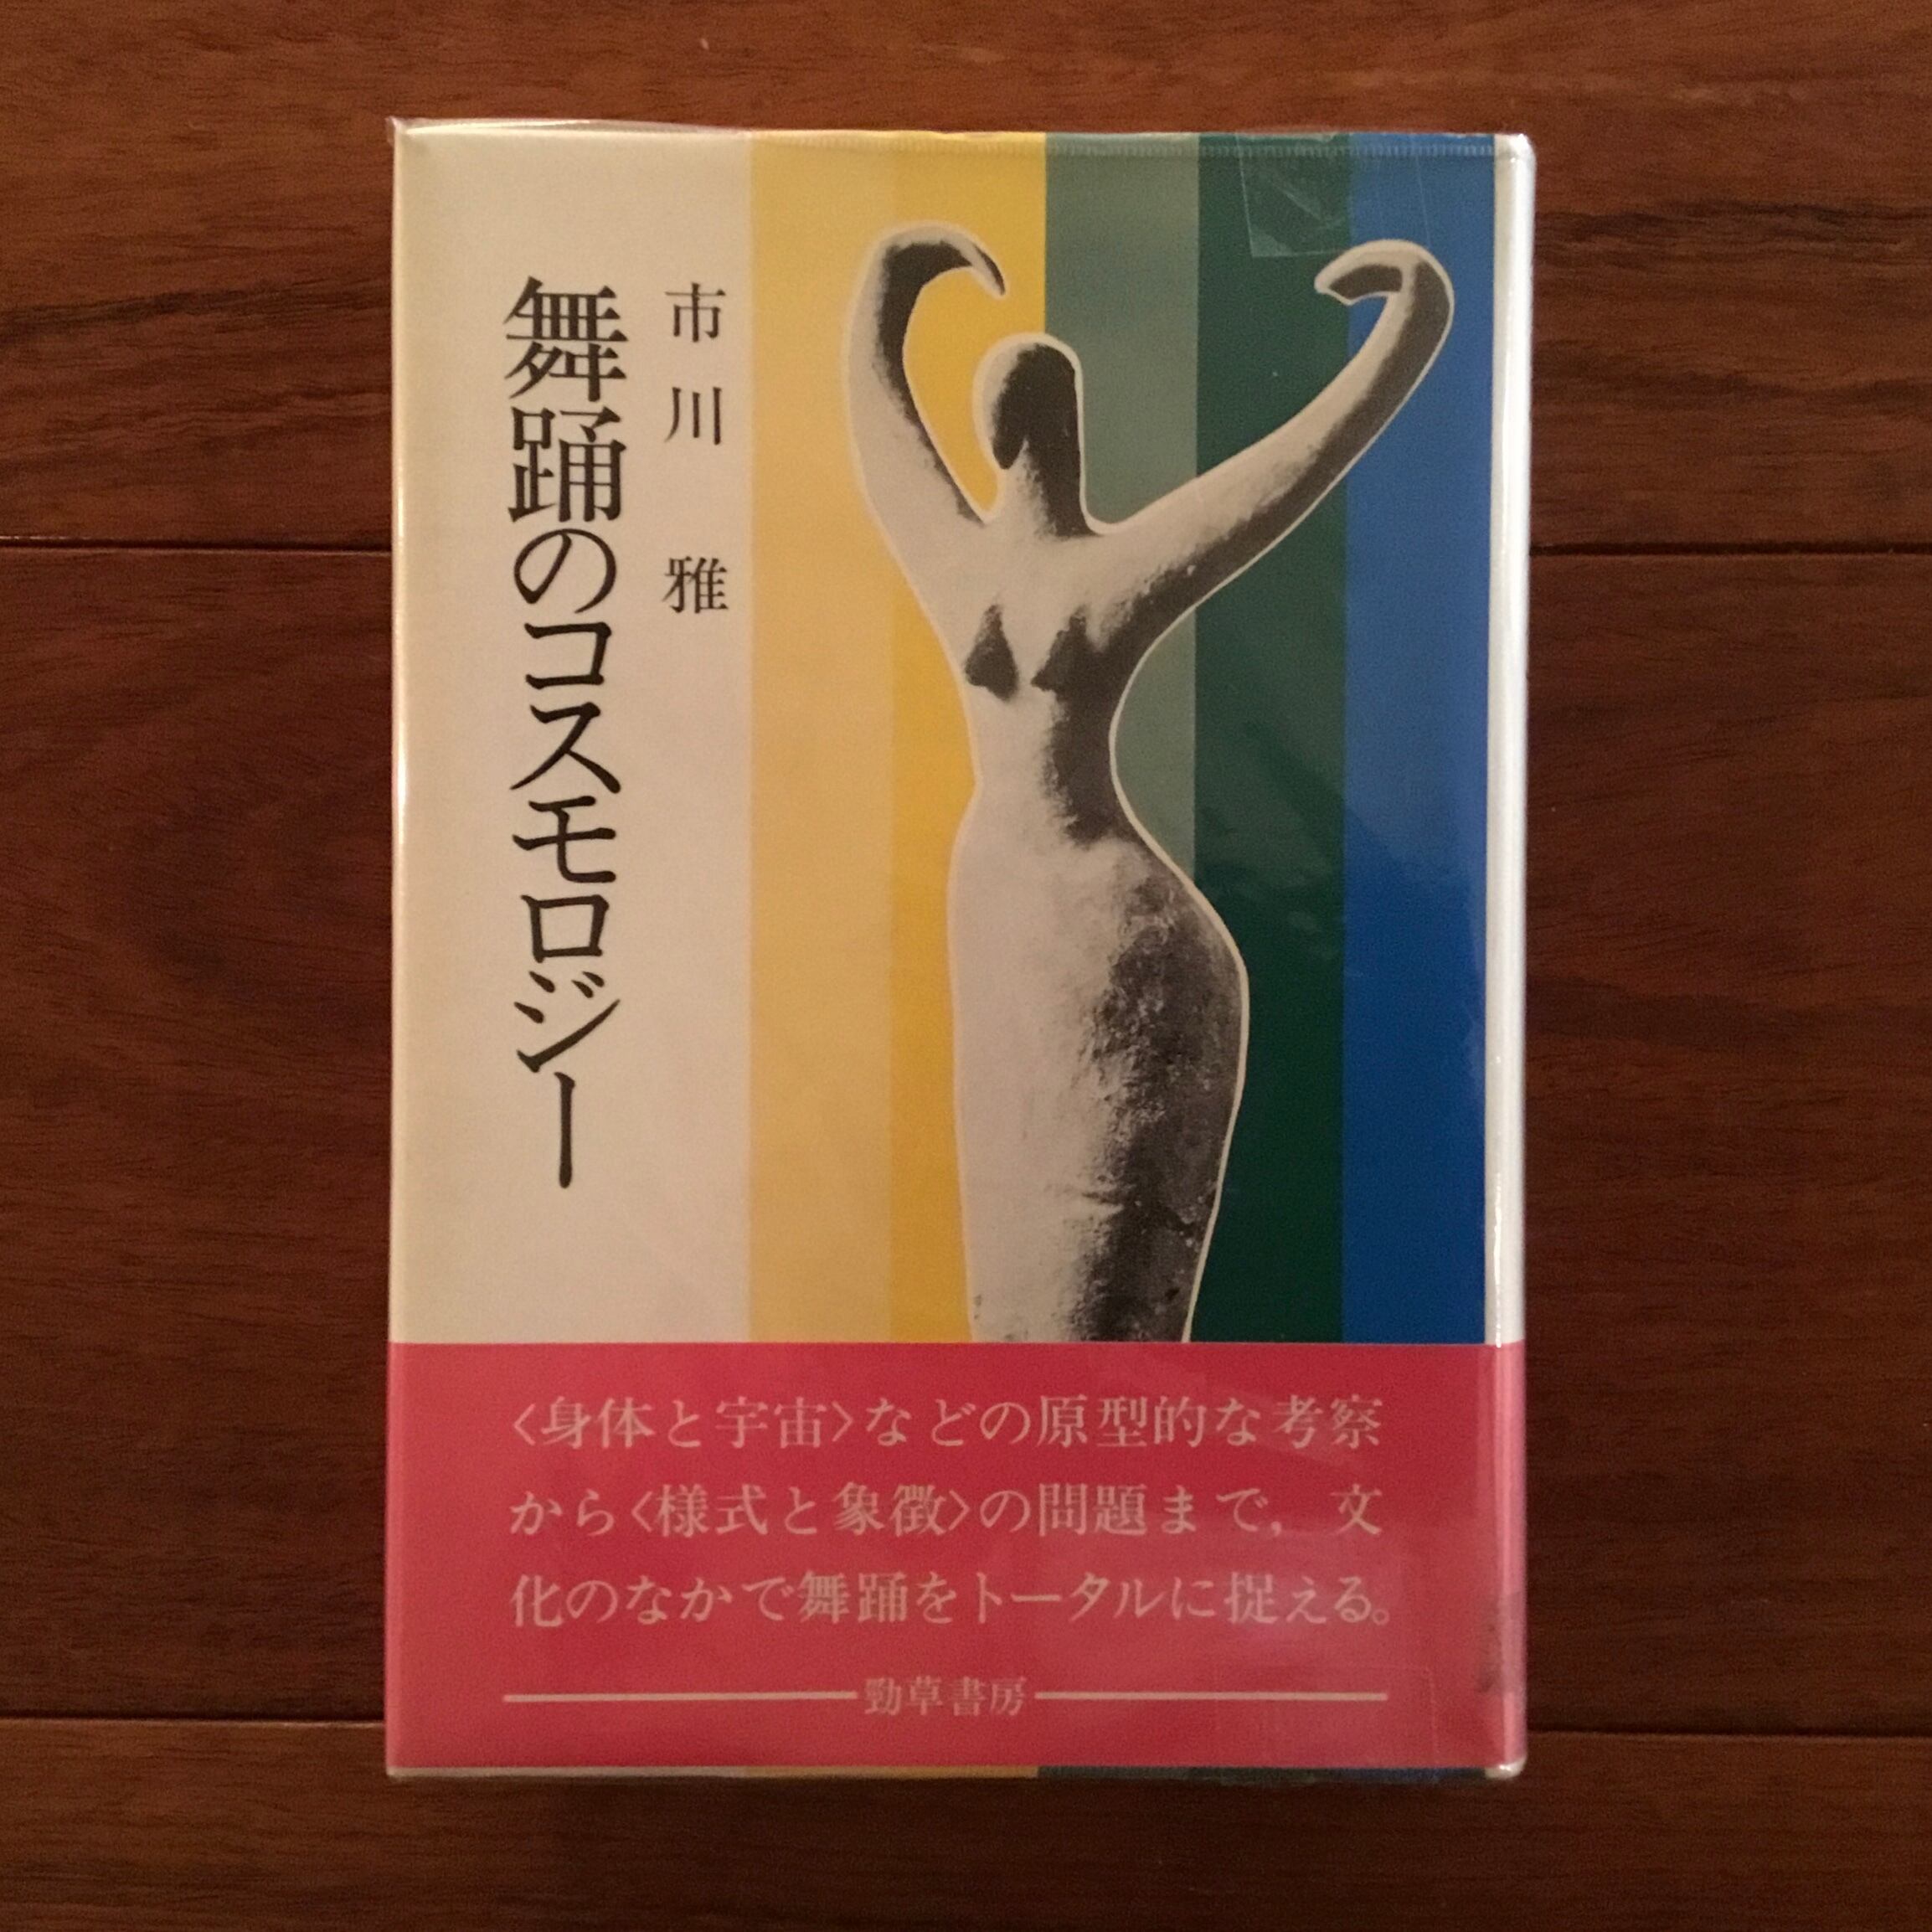 市川 雅
舞踊のコスモロジー
〈身体と宇宙〉などの原型的な考察
から〈様式と象徴〉の問題まで，文
化のなかで舞踊をトータルに捉える。
勁草書房